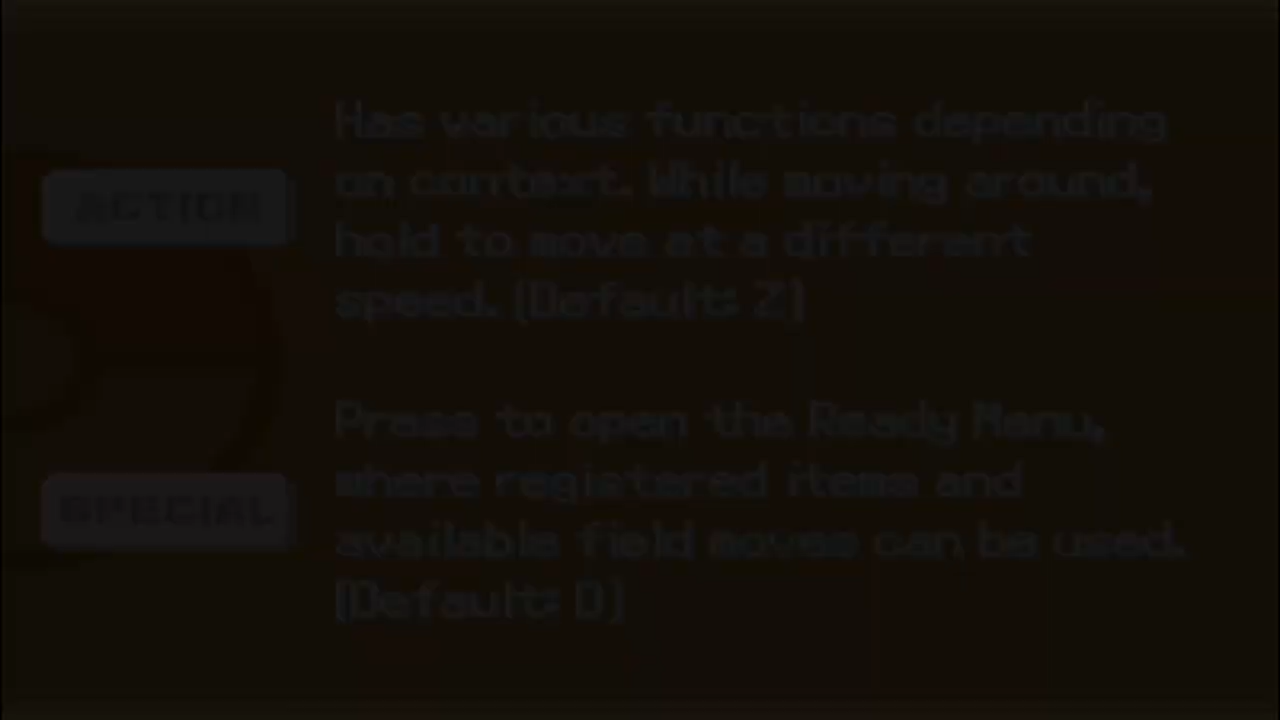 Has various functions depending
on context. While moving around,
ACTION
hold to move at a different
speed. (Default: Z)
Press to open the Ready Menu,
where registered items and
SPECIAL
available field moves can be used.
(Default: D)